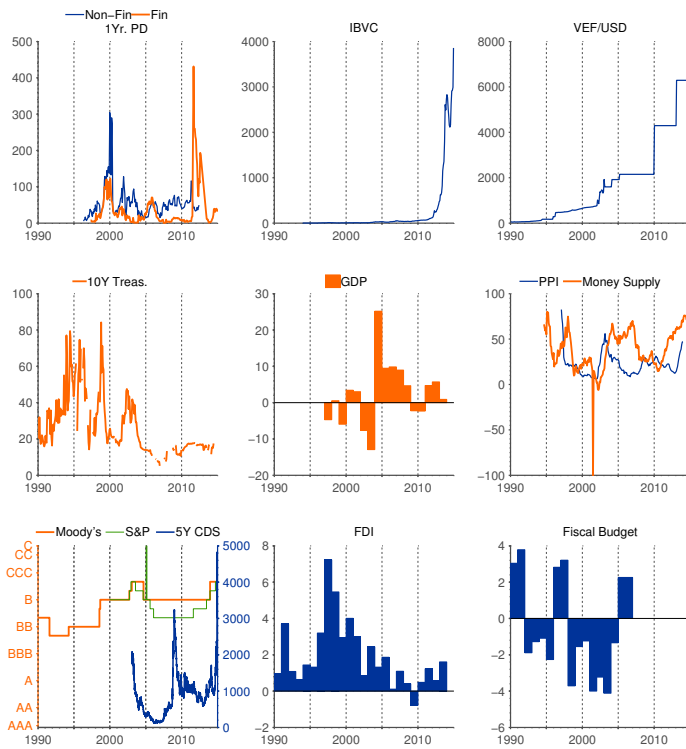 Non−Fin Fin
1Yr. PD
IBVC
VEF/USD
500
400
300
200
100
0
1990 2000 2010
4000
3000
2000
1000
0
1990 2000 2010
8000
6000
4000
2000
0
1990 2000 2010
10Y Treas.
GDP
PPI Money Supply
100
80
60
40
20
0
1990 2000 2010
30
20
10
0
−10
−20
1990 2000 2010
100
50
0
−50
−100
1990 2000 2010
Moody's S&P 5Y CDS
FDI
Fiscal Budget
C
CC
CCC
B
BB
BBB
A
AA
AAA
5000
4000
3000
2000
1000
0
1990 2000 2010
8
6
4
2
0
−2
1990 2000 2010
4
2
0
−2
−4
−6
1990 2000 2010